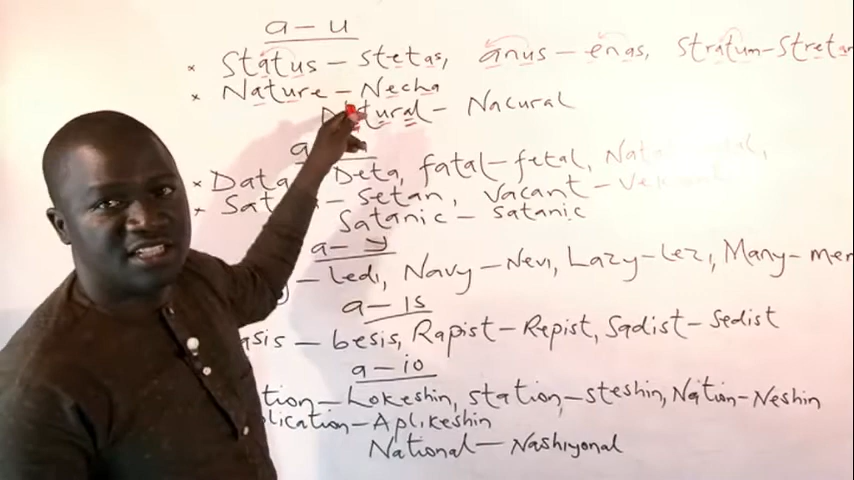 a - u
* Status - Stetas, anus - enas, Stratum - Stretam
* Nature - Necha
Natural - Nacural
a
* Data - Deta, fatal - fetal,
* Satan - Setan, Vacant -
Satanic - Satanic
a - y
- Ledi, Navy - Nevi, Lazy - Lezi, Many - men
a - is
asis - besis, Rapist - Repist, Sadist - Sedist
a - io
tion - Lokeshin, Station - steshin, Nation - Neshin
plication - Aplikeshin
National - Nashiyonal